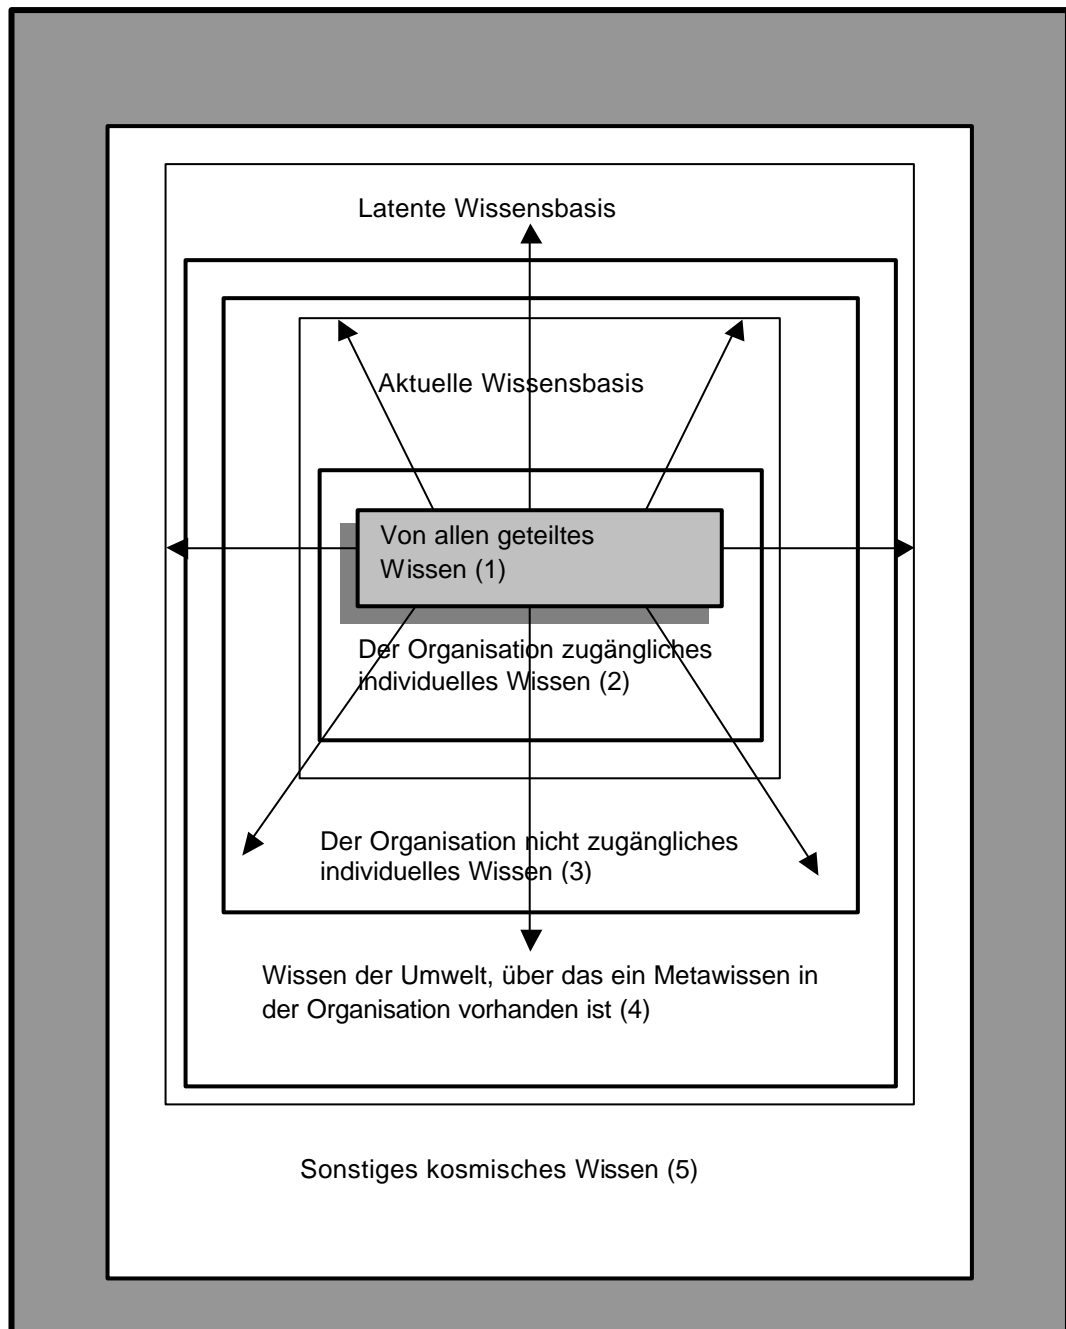 Latente Wissensbasis
Aktuelle Wissensbasis
Von allen geteiltes
Wissen (1)
Der Organisation zugängliches
individuelles Wissen (2)
Der Organisation nicht zugängliches
individuelles Wissen (3)
Wissen der Umwelt, über das ein Metawissen in
der Organisation vorhanden ist (4)
Sonstiges kosmisches Wissen (5)